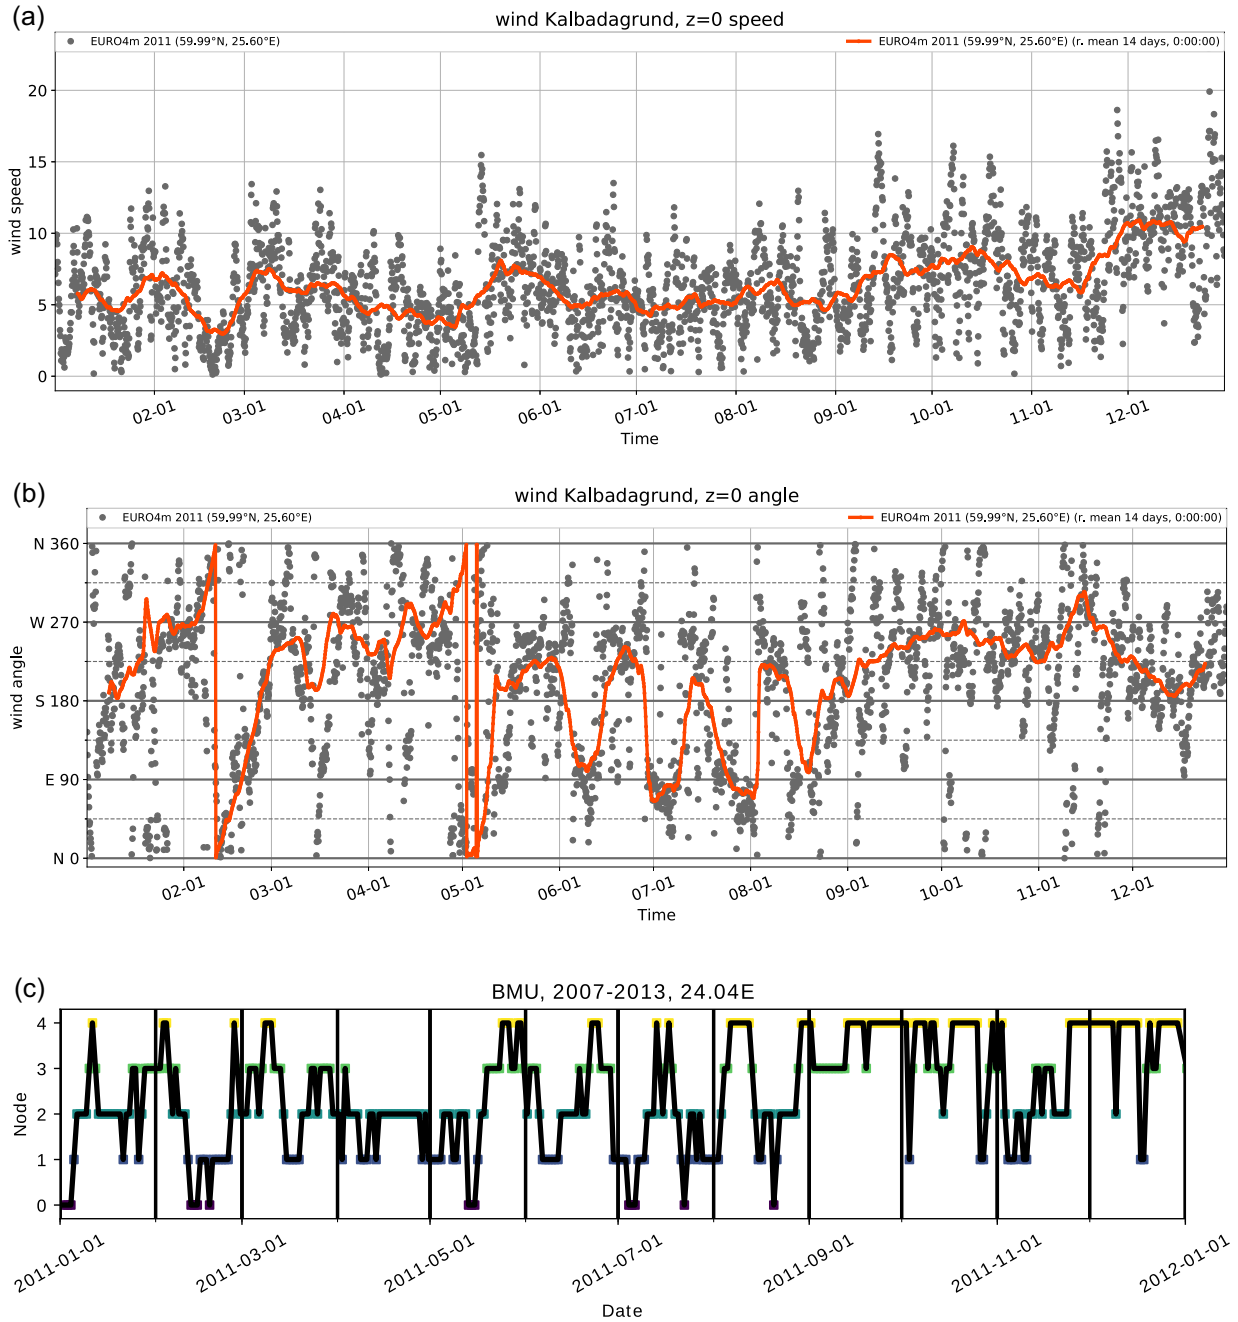 (a)
wind Kalbadagrund, z=0 speed
EURO4m 2011 (59.99°N, 25.60°E)
EURO4m 2011 (59.99°N, 25.60°E) (r. mean 14 days, 0:00:00)
20
15
10
5
0
wind speed
02-01 03-01 04-01 05-01 06-01 07-01 08-01 09-01 10-01 11-01 12-01
Time
(b)
wind Kalbadagrund, z=0 angle
EURO4m 2011 (59.99°N, 25.60°E)
EURO4m 2011 (59.99°N, 25.60°E) (r. mean 14 days, 0:00:00)
N 360
W 270
S 180
E 90
N 0
wind angle
02-01 03-01 04-01 05-01 06-01 07-01 08-01 09-01 10-01 11-01 12-01
Time
(c)
BMU, 2007-2013, 24.04E
4
3
2
1
0
Node
2011-01-01 2011-03-01 2011-05-01 2011-07-01 2011-09-01 2011-11-01 2012-01-01
Date